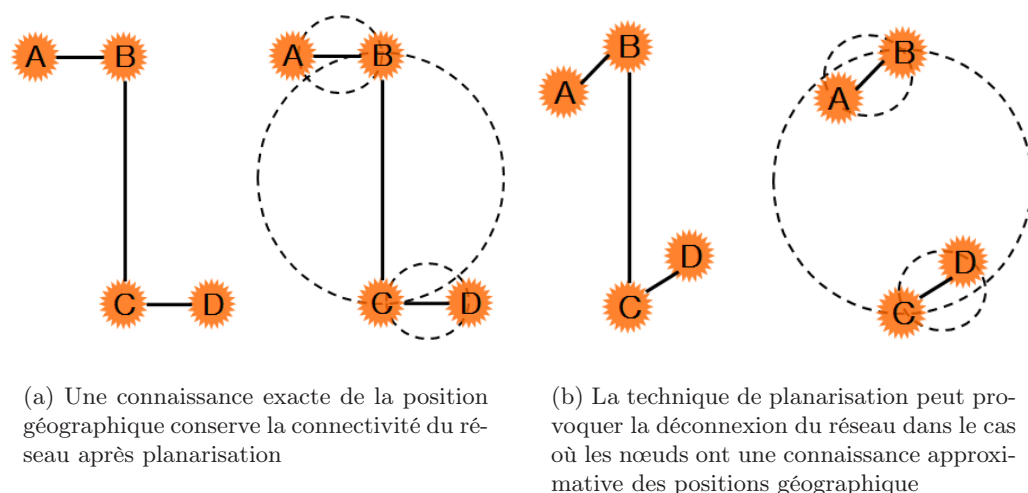 A B A B
C D C D
B B
A A
D D
C C
(a) Une connaissance exacte de la position
géographique conserve la connectivité du ré-
seau après planarisation
(b) La technique de planarisation peut pro-
voquer la déconnexion du réseau dans le cas
où les nœuds ont une connaissance approxi-
mative des positions géographique